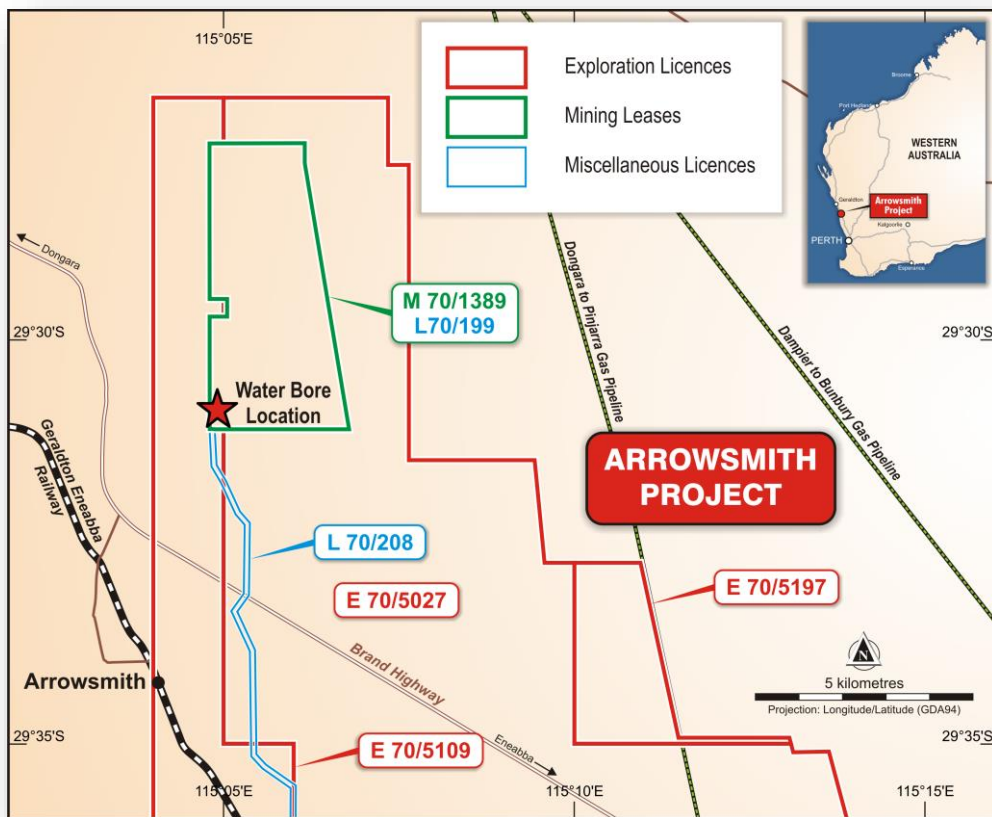 115°05'E
Exploration Licences
Mining Leases
Miscellaneous Licences
Broome
Port Hedland
WESTERN
AUSTRALIA
Geraldton
Arrowsmith
Project
Kalgoorlie
PERTH
Esperance
Dongara
M 70/1389
L70/199
29°30'S
29°30'S
Dongara to Pinjarra Gas Pipeline
Dampier to Bunbury Gas Pipeline
Water Bore
Location
Geraldton Eneabba
Railway
ARROWSMITH
PROJECT
L 70/208
E 70/5027
E 70/5197
Brand Highway
N
5 kilometres
Projection: Longitude/Latitude (GDA94)
Arrowsmith
29°35'S
29°35'S
E 70/5109
Eneabba
115°05'E
115°10'E
115°15'E